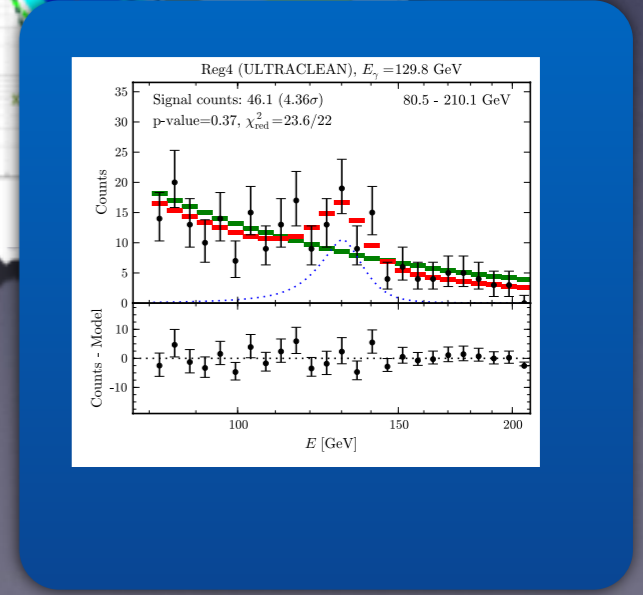 Reg4 (ULTRACLEAN), E_γ =129.8 GeV
Signal counts: 46.1 (4.36σ)
80.5 - 210.1 GeV
p-value=0.37, χ²_red =23.6/22
Counts
35
30
25
20
15
10
5
0
Counts - Model
10
0
-10
100
150
200
E [GeV]